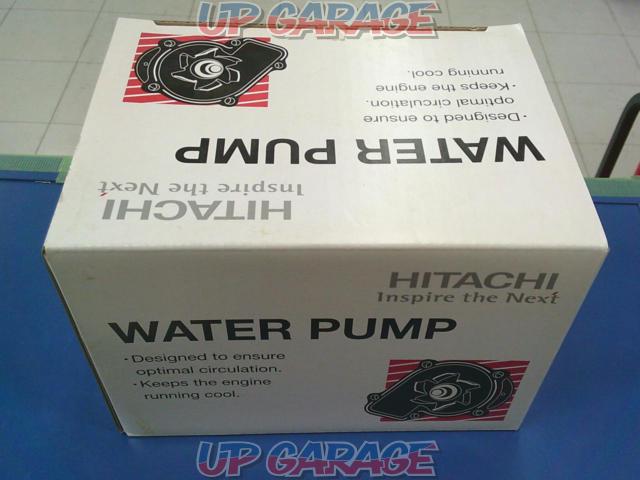 UP GARAGE
· Designed to ensure
optimal circulation.
· Keeps the engine
running cool.
WATER PUMP
HITACHI
Inspire the Next
HITACHI
Inspire the Next
WATER PUMP
· Designed to ensure
optimal circulation.
· Keeps the engine
running cool.
UP GARAGE